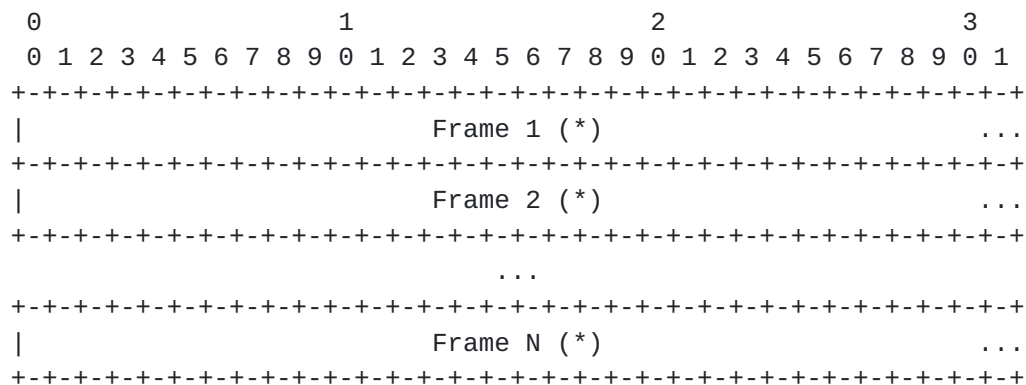 0                   1                   2                   3
 0 1 2 3 4 5 6 7 8 9 0 1 2 3 4 5 6 7 8 9 0 1 2 3 4 5 6 7 8 9 0 1
+-+-+-+-+-+-+-+-+-+-+-+-+-+-+-+-+-+-+-+-+-+-+-+-+-+-+-+-+-+-+-+-+
|                          Frame 1 (*)                        ...
+-+-+-+-+-+-+-+-+-+-+-+-+-+-+-+-+-+-+-+-+-+-+-+-+-+-+-+-+-+-+-+-+
|                          Frame 2 (*)                        ...
+-+-+-+-+-+-+-+-+-+-+-+-+-+-+-+-+-+-+-+-+-+-+-+-+-+-+-+-+-+-+-+-+
                               ...
+-+-+-+-+-+-+-+-+-+-+-+-+-+-+-+-+-+-+-+-+-+-+-+-+-+-+-+-+-+-+-+-+
|                          Frame N (*)                        ...
+-+-+-+-+-+-+-+-+-+-+-+-+-+-+-+-+-+-+-+-+-+-+-+-+-+-+-+-+-+-+-+-+